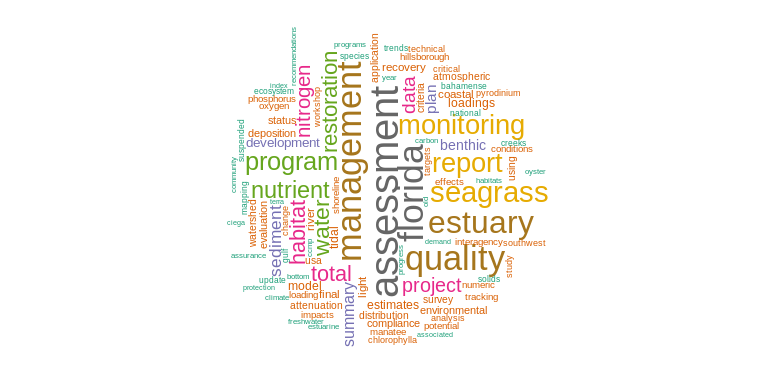 recommendations
programs
trends
technical
species
hillsborough
application
recovery
critical
atmospheric
index
ecosystem
phosphorus
oxygen
workshop
nitrogen
restoration
management
year
data
criteria
plan
bahamense
coastal
pyrodinium
loadings
national
status
deposition
development
suspended
assessment
monitoring
carbon
benthic
creeks
conditions
program
community
report
targets
using
oyster
nutrient
mapping
effects
habitats
seagrass
florida
old
shoreline
terra
ciega
watershed
evaluation
change
habitat
river
water
tidal
estuary
demand
interagency
southwest
assurance
sediment
gulf
ccmp
usa
quality
progress
study
total
bottom
update
protection
model
light
project
solids
numeric
climate
loading
final
summary
survey
tracking
attenuation
estimates
environmental
impacts
distribution
analysis
freshwater
compliance
potential
estuarine
manatee
associated
chlorophylla